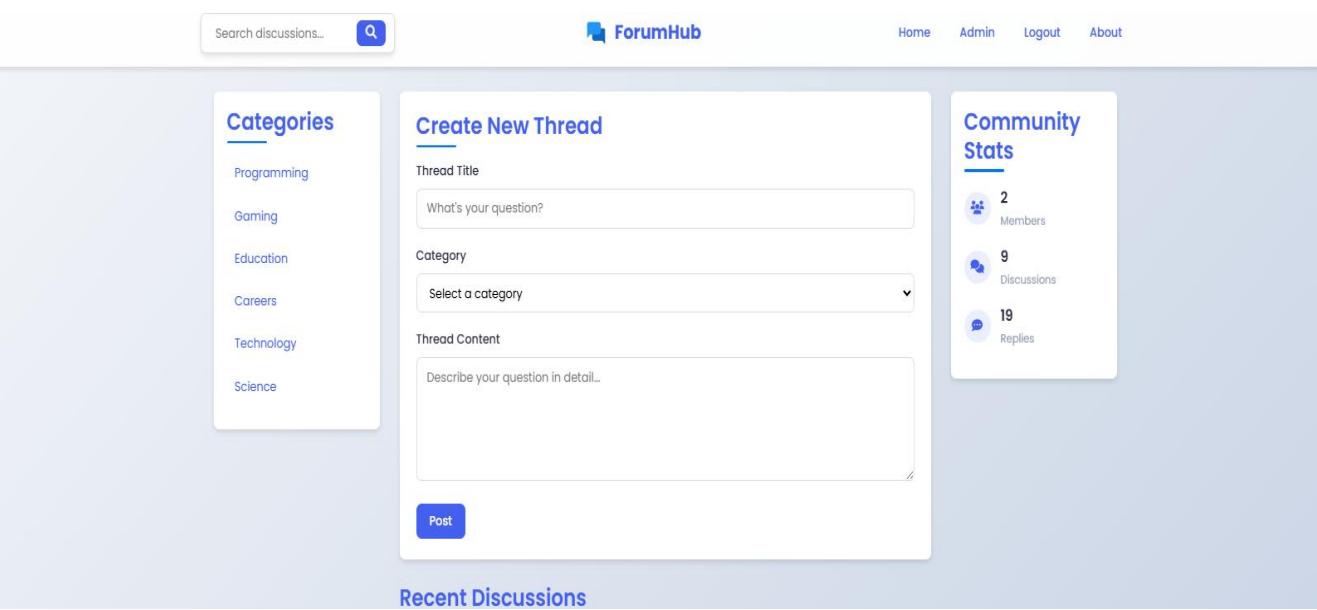 Search discussions...
ForumHub
Home Admin Logout About
Categories
Programming
Gaming
Education
Careers
Technology
Science
Create New Thread
Thread Title
What's your question?
Category
Select a category
Thread Content
Describe your question in detail...
Post
Recent Discussions
Community
Stats
2
Members
9
Discussions
19
Replies